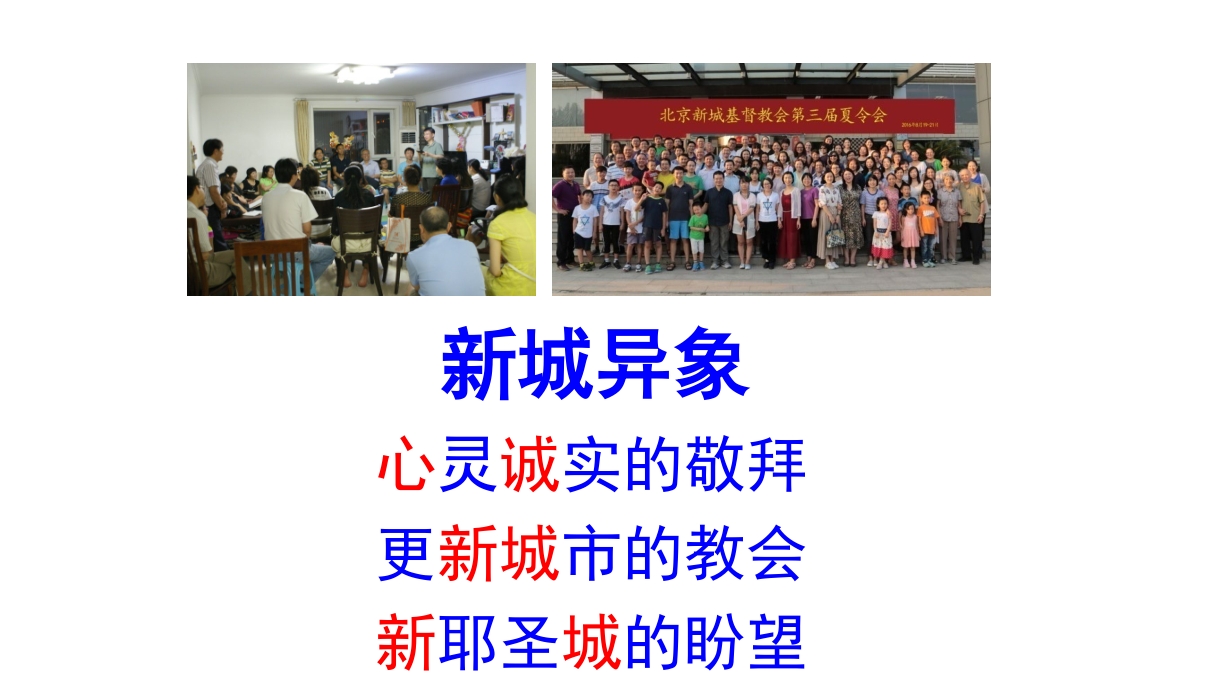 北京新城基督教会第三届夏令会
新城异象
心灵诚实的敬拜
更新城市的教会
新耶圣城的盼望